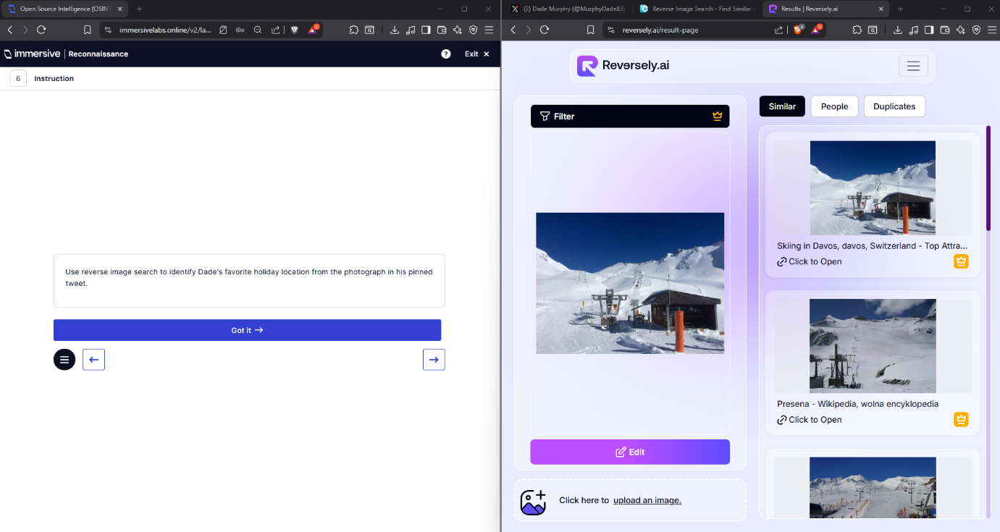 Open Source Intelligence (OSIN
immersivelabs.online/v2/la...
immersive | Reconnaissance
Exit
6
Instruction
Use reverse image search to identify Dade's favorite holiday location from the photograph in his pinned
tweet.
Got it
(2) Dade Murphy (@MurphyDade83)
Reverse Image Search - Find Similar
Results | Reversely.ai
reversely.ai/result-page
Reversely.ai
Filter
Edit
Click here to upload an image.
Similar
People
Duplicates
Skiing in Davos, davos, Switzerland - Top Attra...
Click to Open
Presena - Wikipedia, wolna encyklopedia
Click to Open